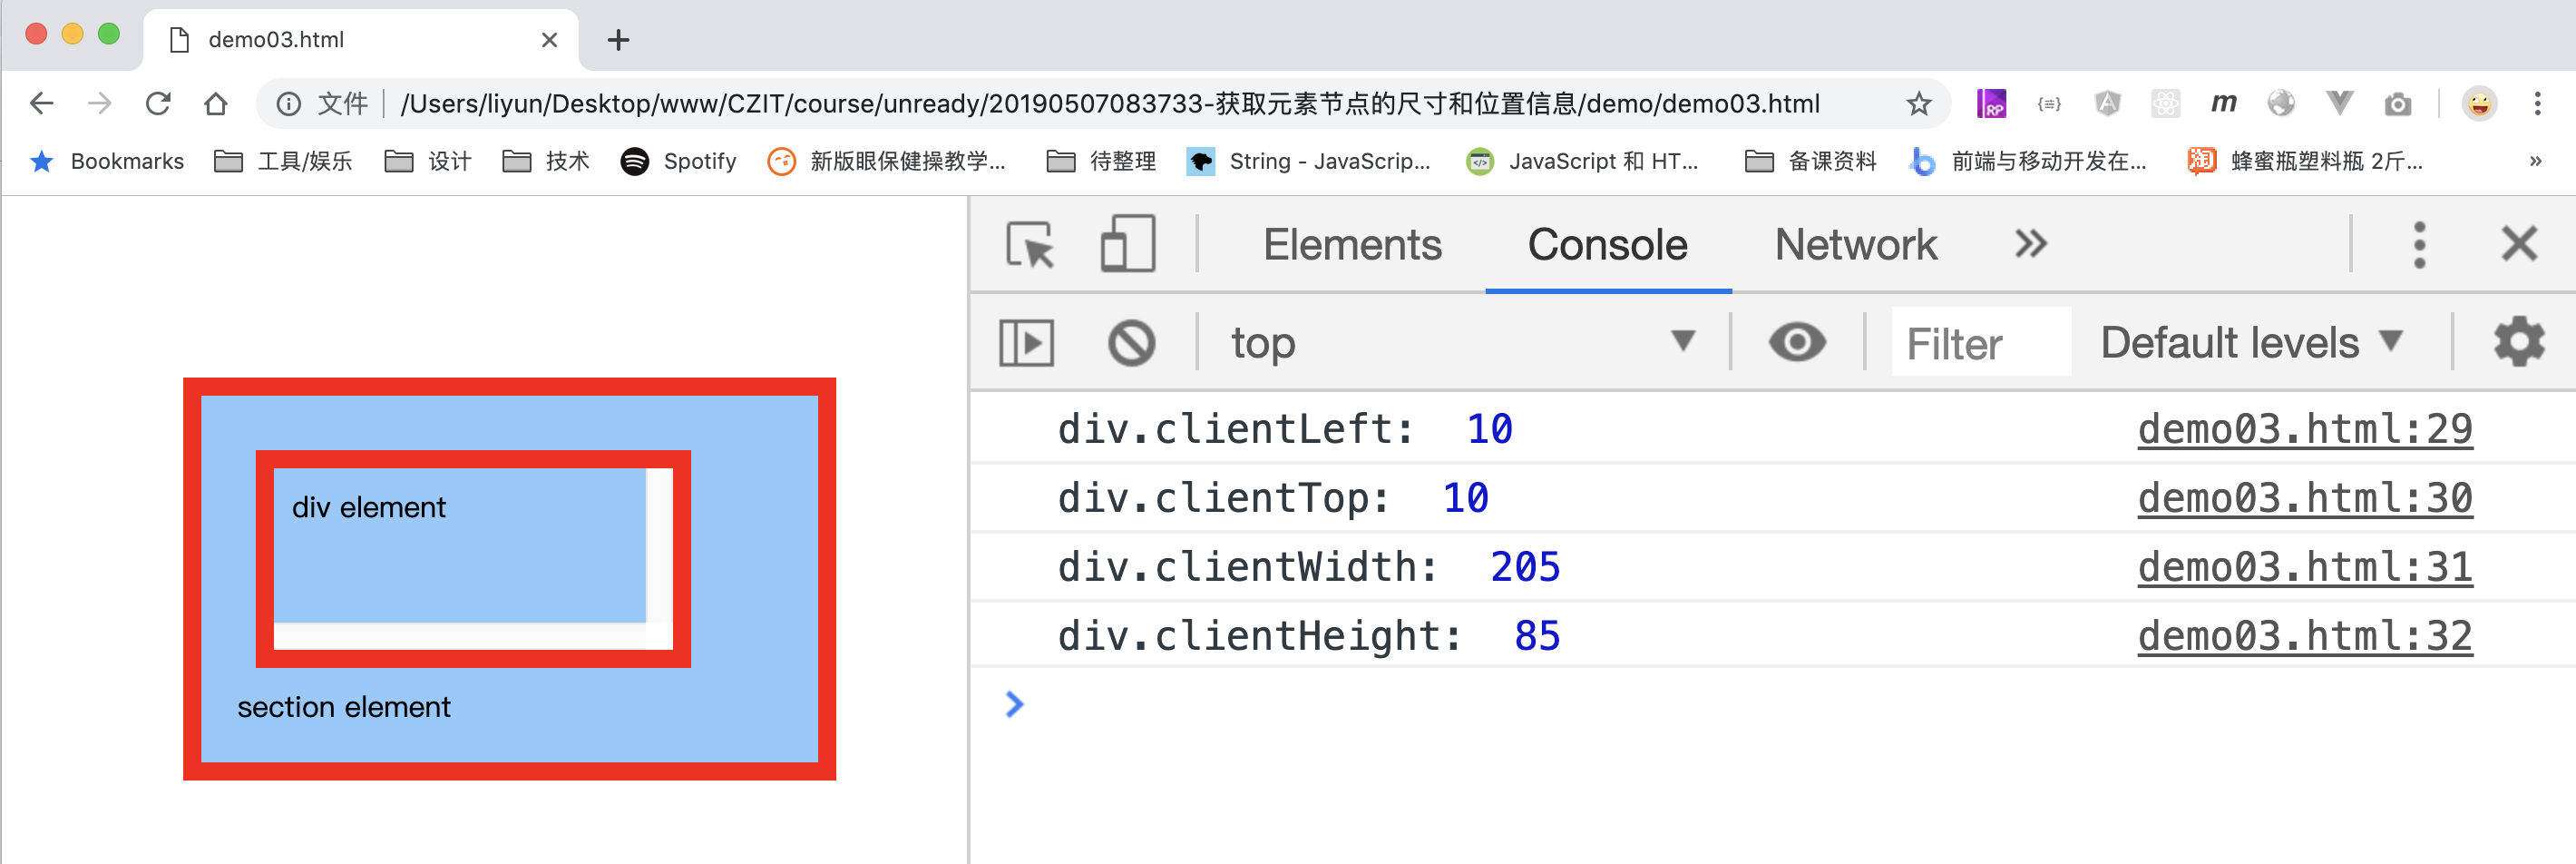 demo03.html
文件 /Users/liyun/Desktop/www/CZIT/course/unready/20190507083733-获取元素节点的尺寸和位置信息/demo/demo03.html
RP {≡} A m
Bookmarks 工具/娱乐 设计 技术 Spotify 新版眼保健操教学... 待整理 String - JavaScrip... JavaScript 和 HT... 备课资料 前端与移动开发在... 淘 蜂蜜瓶塑料瓶 2斤... »
div element
section element
Elements Console Network »
top Filter Default levels
div.clientLeft: 10 demo03.html:29
div.clientTop: 10 demo03.html:30
div.clientWidth: 205 demo03.html:31
div.clientHeight: 85 demo03.html:32